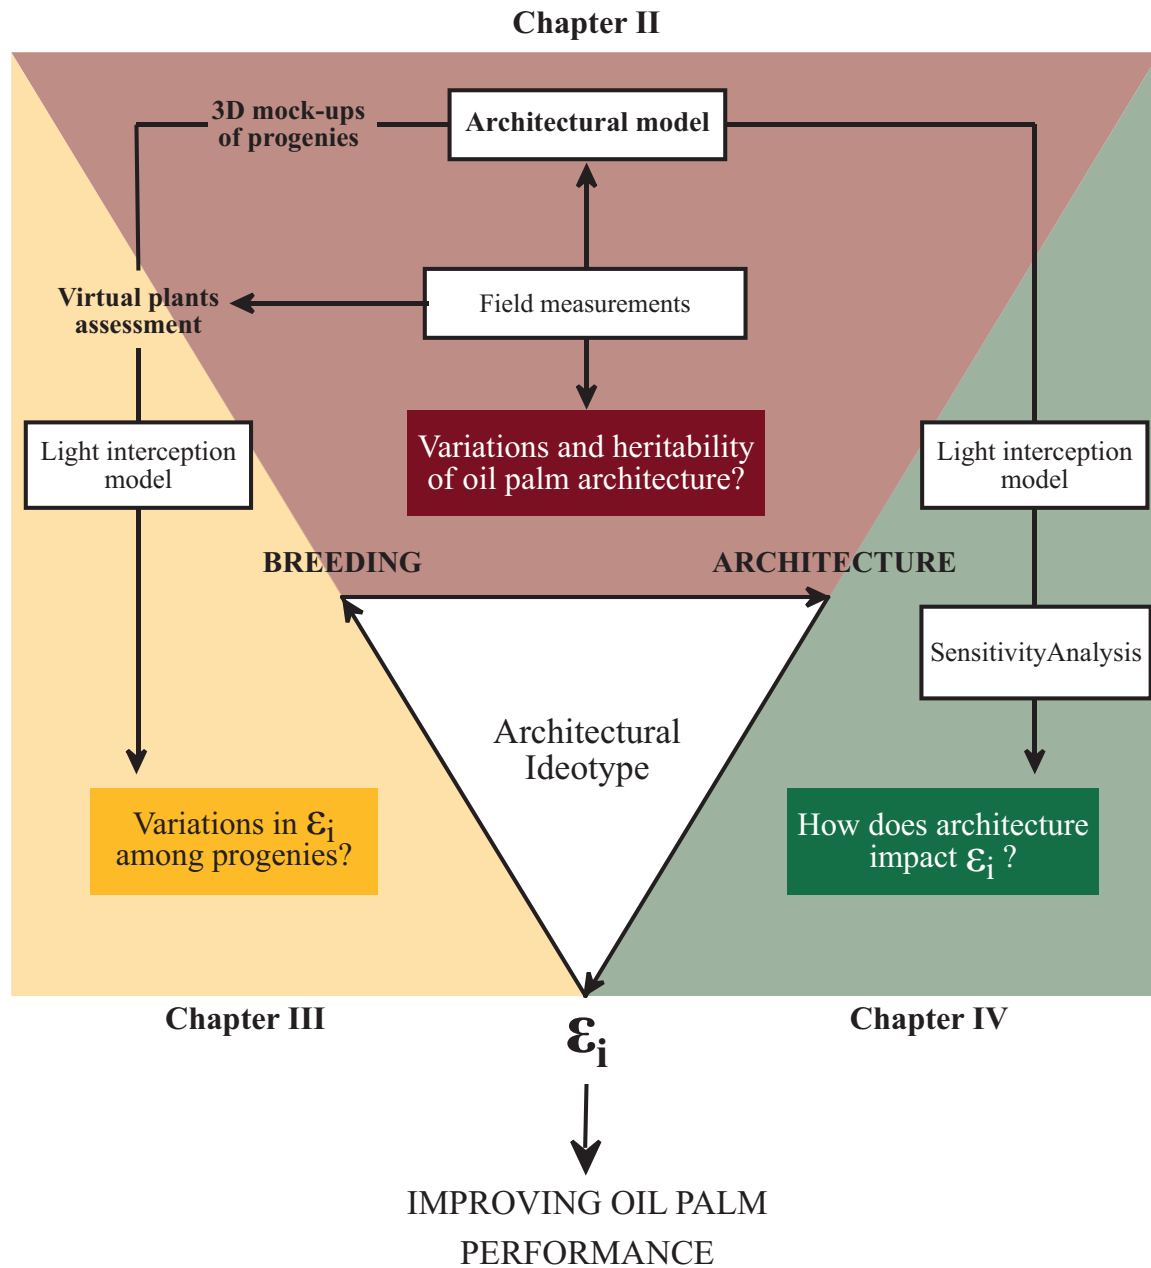 Chapter II
3D mock-ups
of progenies
Architectural model
Virtual plants
assessment
Field measurements
Light interception
model
Variations and heritability
of oil palm architecture?
Light interception
model
BREEDING
ARCHITECTURE
SensitivityAnalysis
Architectural
Ideotype
Variations in εi
among progenies?
How does architecture
impact εi ?
Chapter III
Chapter IV
εi
IMPROVING OIL PALM
PERFORMANCE